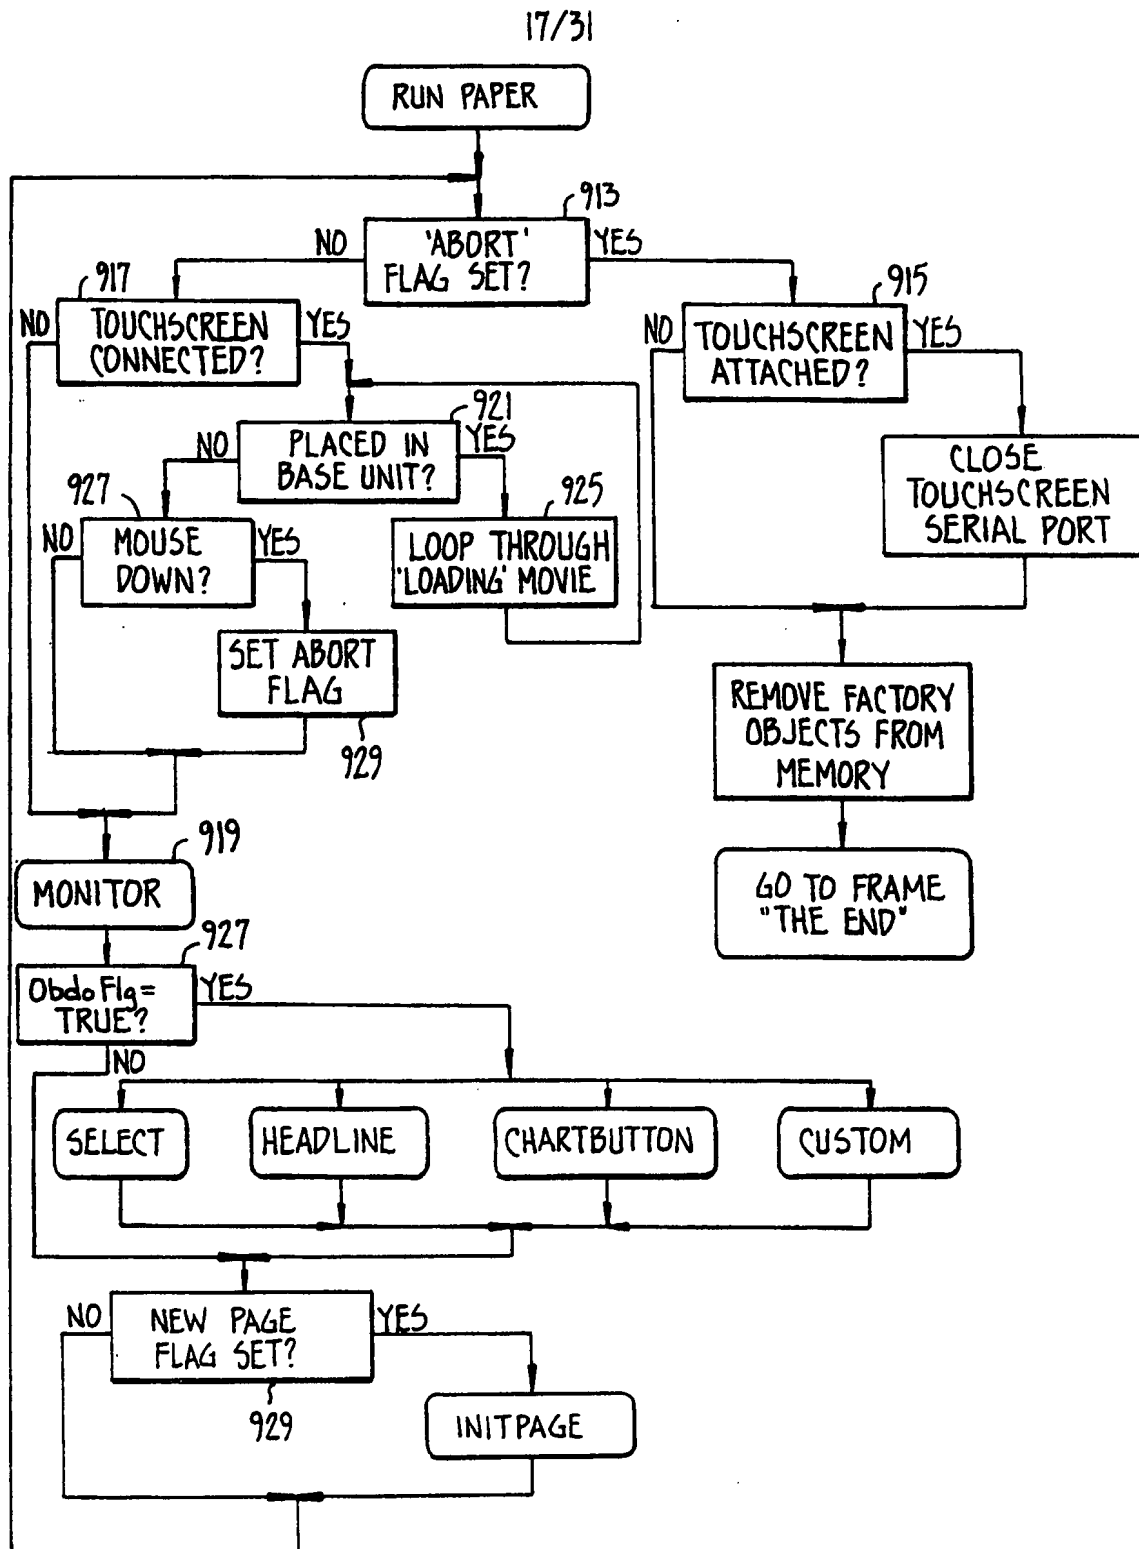 17/31
RUN PAPER
913
'ABORT'
FLAG SET?
NO
YES
917
TOUCHSCREEN
CONNECTED?
NO
YES
915
TOUCHSCREEN
ATTACHED?
NO
YES
921
PLACED IN
BASE UNIT?
NO
YES
CLOSE
TOUCHSCREEN
SERIAL PORT
927
MOUSE
DOWN?
NO
YES
925
LOOP THROUGH
'LOADING' MOVIE
SET ABORT
FLAG
929
REMOVE FACTORY
OBJECTS FROM
MEMORY
919
MONITOR
GO TO FRAME
"THE END"
927
ObdoFlg=
TRUE?
YES
NO
SELECT
HEADLINE
CHARTBUTTON
CUSTOM
NEW PAGE
FLAG SET?
NO
YES
929
INITPAGE